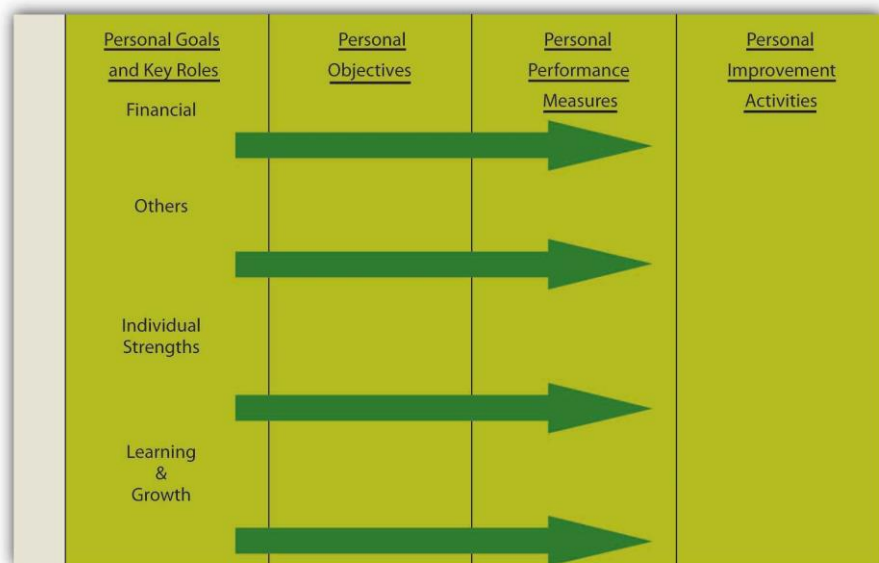 Personal Goals
and Key Roles
Personal
Objectives
Personal
Performance
Measures
Personal
Improvement
Activities
Financial
Others
Individual
Strengths
Learning
&
Growth